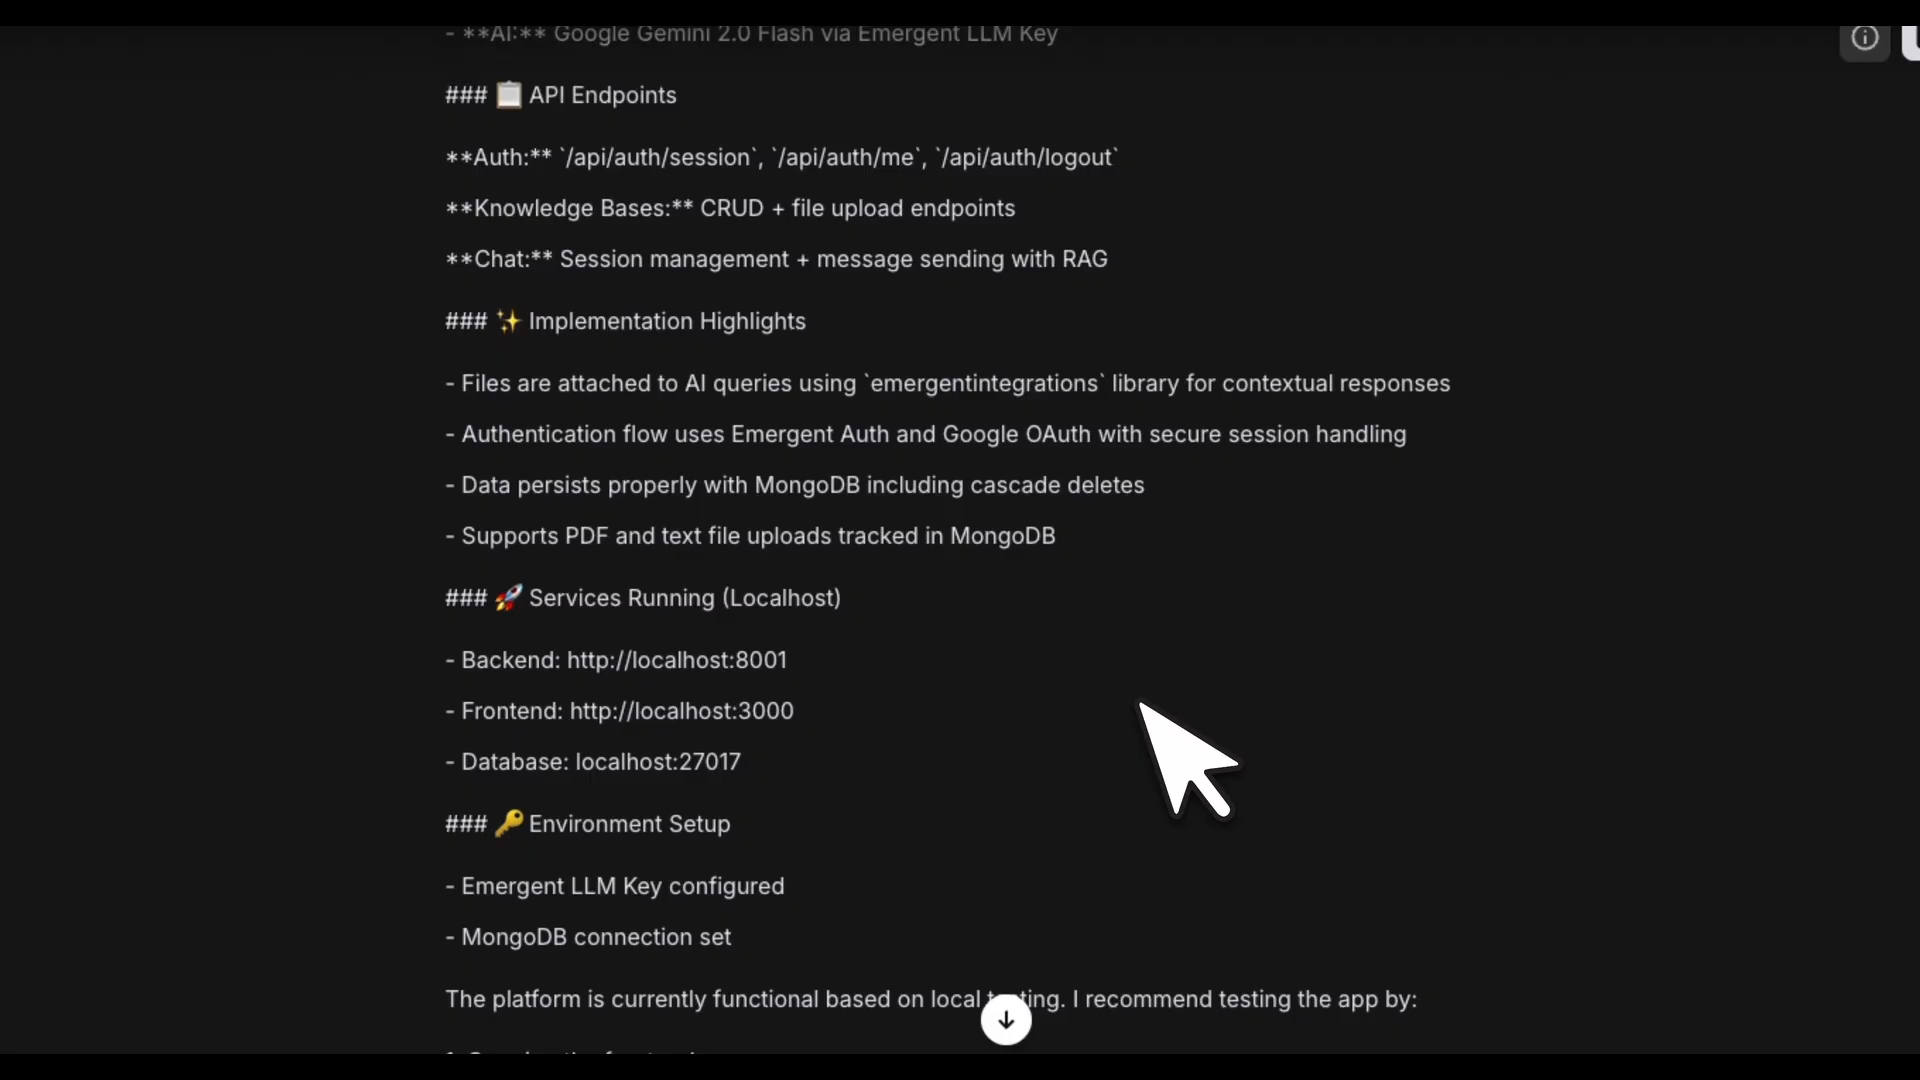 - **AI:** Google Gemini 2.0 Flash via Emergent LLM Key
### 📋 API Endpoints
**Auth:** `/api/auth/session`, `/api/auth/me`, `/api/auth/logout`
**Knowledge Bases:** CRUD + file upload endpoints
**Chat:** Session management + message sending with RAG
### ✨ Implementation Highlights
- Files are attached to AI queries using `emergentintegrations` library for contextual responses
- Authentication flow uses Emergent Auth and Google OAuth with secure session handling
- Data persists properly with MongoDB including cascade deletes
- Supports PDF and text file uploads tracked in MongoDB
### 🚀 Services Running (Localhost)
- Backend: http://localhost:8001
- Frontend: http://localhost:3000
- Database: localhost:27017
### 🔑 Environment Setup
- Emergent LLM Key configured
- MongoDB connection set
The platform is currently functional based on local testing. I recommend testing the app by: